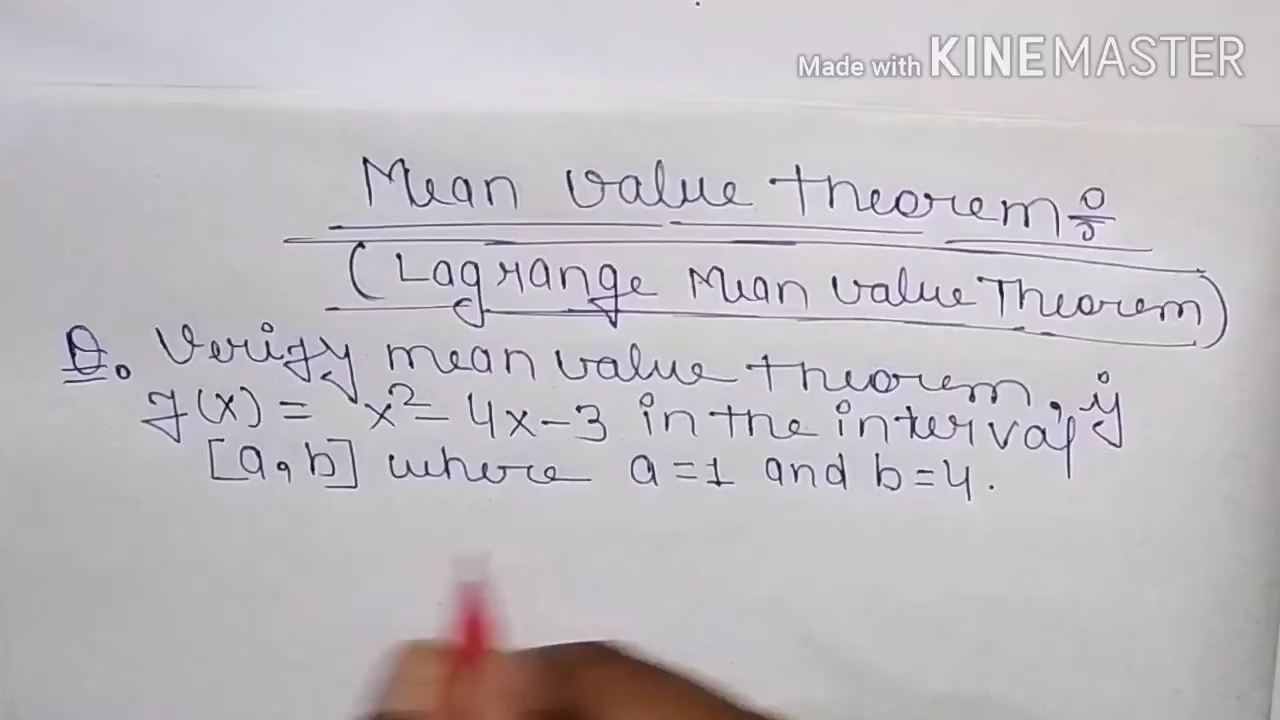 Made with KINEMASTER
Mean value theorem :
(Lagrange Mean value Theorem)
Q. Verify mean value theorem, if
f(x) = x² - 4x - 3 in the interval
[a, b] where a = 1 and b = 4.